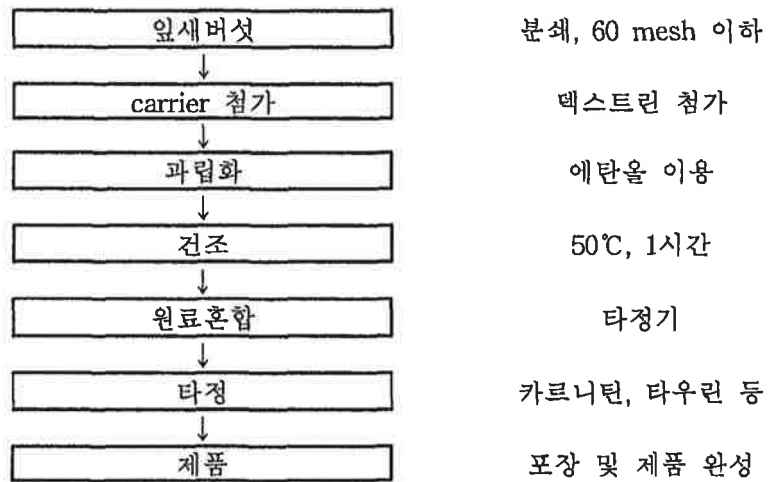 잎새버섯 분쇄, 60 mesh 이하
↓
carrier 첨가 덱스트린 첨가
↓
과립화 에탄올 이용
↓
건조 50℃, 1시간
↓
원료혼합 타정기
↓
타정 카르니틴, 타우린 등
↓
제품 포장 및 제품 완성